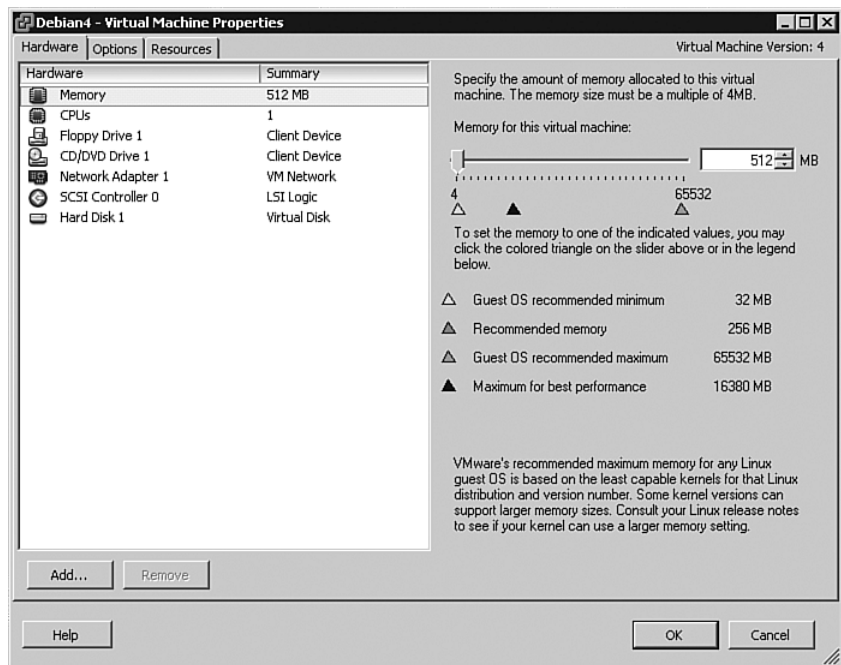 Debian4 - Virtual Machine Properties
Hardware Options Resources Virtual Machine Version: 4
Hardware Summary
Memory 512 MB
CPUs 1
Floppy Drive 1 Client Device
CD/DVD Drive 1 Client Device
Network Adapter 1 VM Network
SCSI Controller 0 LSI Logic
Hard Disk 1 Virtual Disk
Specify the amount of memory allocated to this virtual
machine. The memory size must be a multiple of 4MB.
Memory for this virtual machine:
512 MB
4 65532
To set the memory to one of the indicated values, you may
click the colored triangle on the slider above or in the legend
below.
Guest OS recommended minimum 32 MB
Recommended memory 256 MB
Guest OS recommended maximum 65532 MB
Maximum for best performance 16380 MB
VMware's recommended maximum memory for any Linux
guest OS is based on the least capable kernels for that Linux
distribution and version number. Some kernel versions can
support larger memory sizes. Consult your Linux release notes
to see if your kernel can use a larger memory setting.
Add... Remove
Help OK Cancel